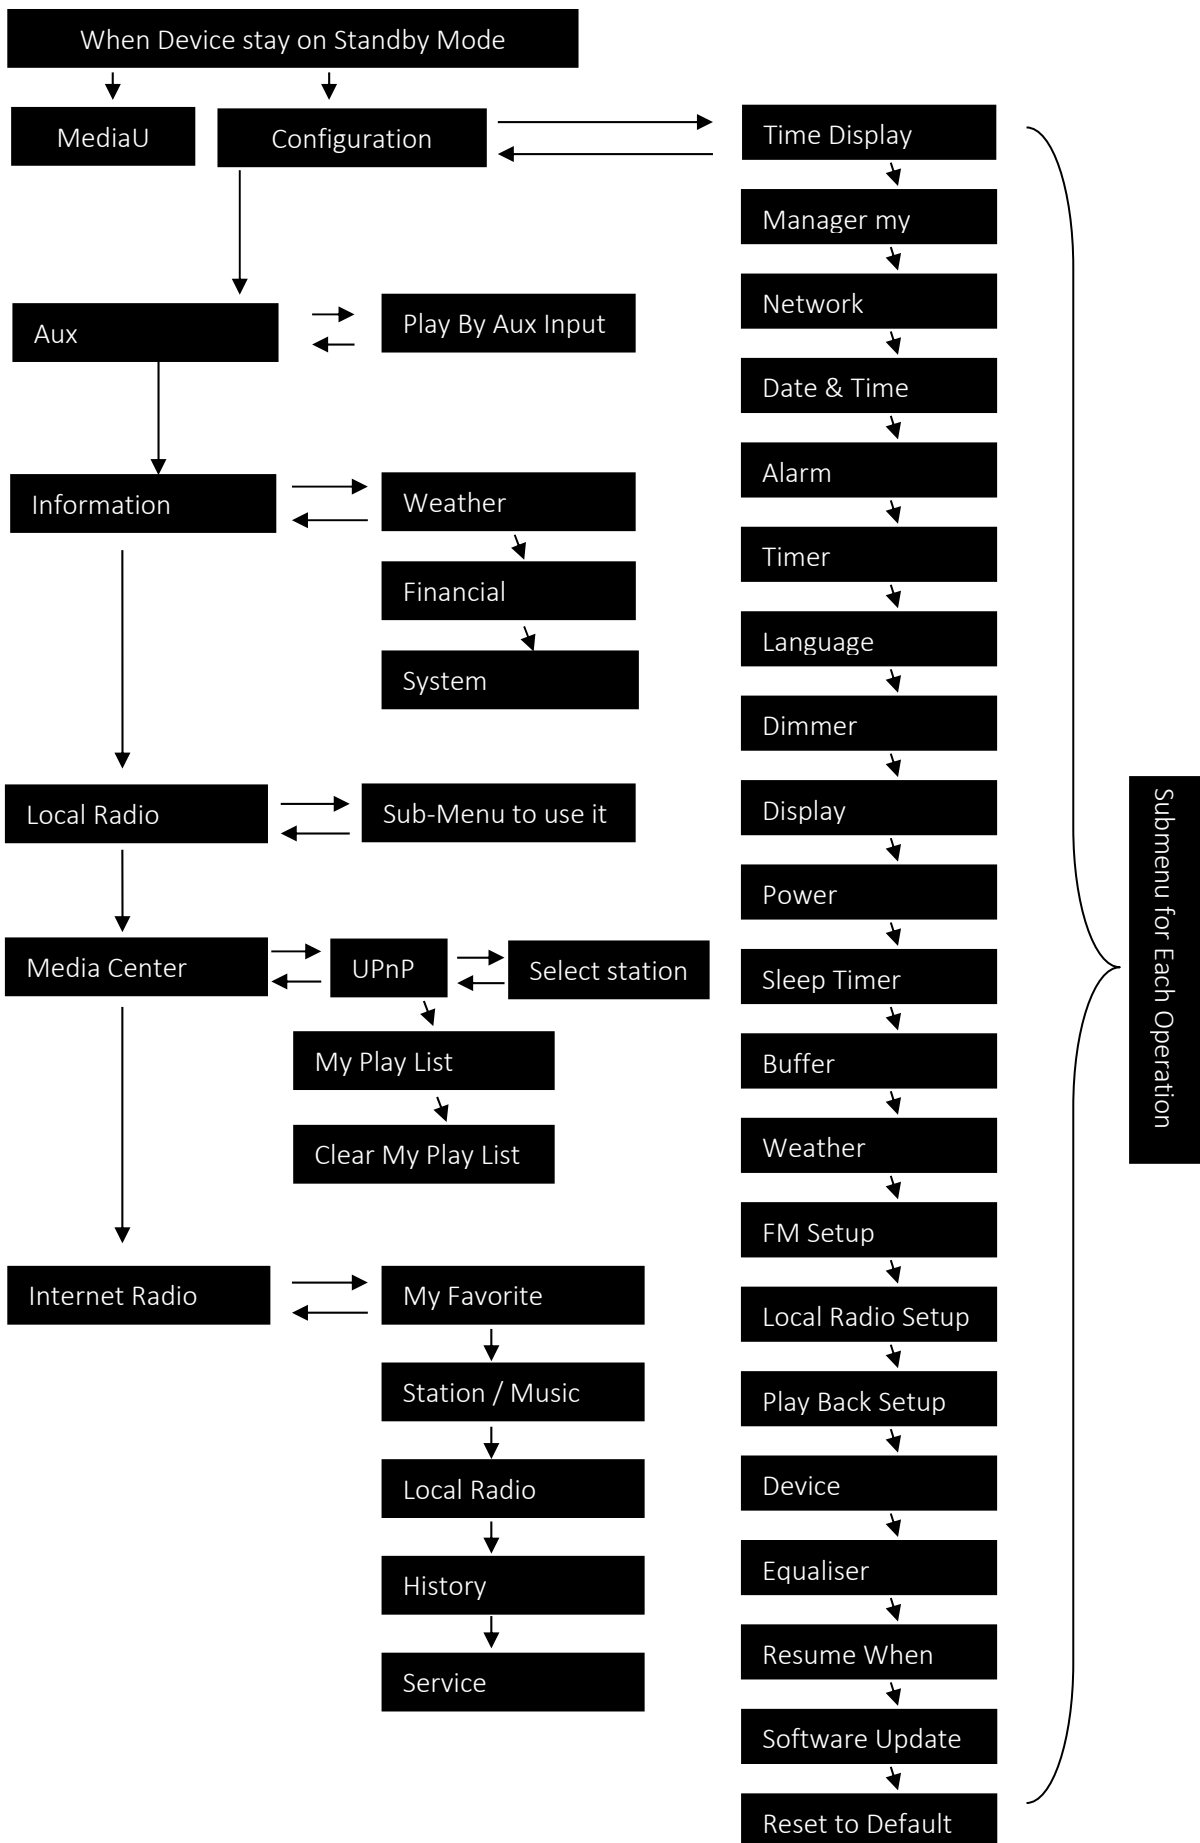 When Device stay on Standby Mode
MediaU
Configuration
Aux
Play By Aux Input
Information
Weather
Financial
System
Local Radio
Sub-Menu to use it
Media Center
UPnP
Select station
My Play List
Clear My Play List
Internet Radio
My Favorite
Station / Music
Local Radio
History
Service
Time Display
Manager my
Network
Date & Time
Alarm
Timer
Language
Dimmer
Display
Power
Sleep Timer
Buffer
Weather
FM Setup
Local Radio Setup
Play Back Setup
Device
Equaliser
Resume When
Software Update
Reset to Default
Submenu for Each Operation